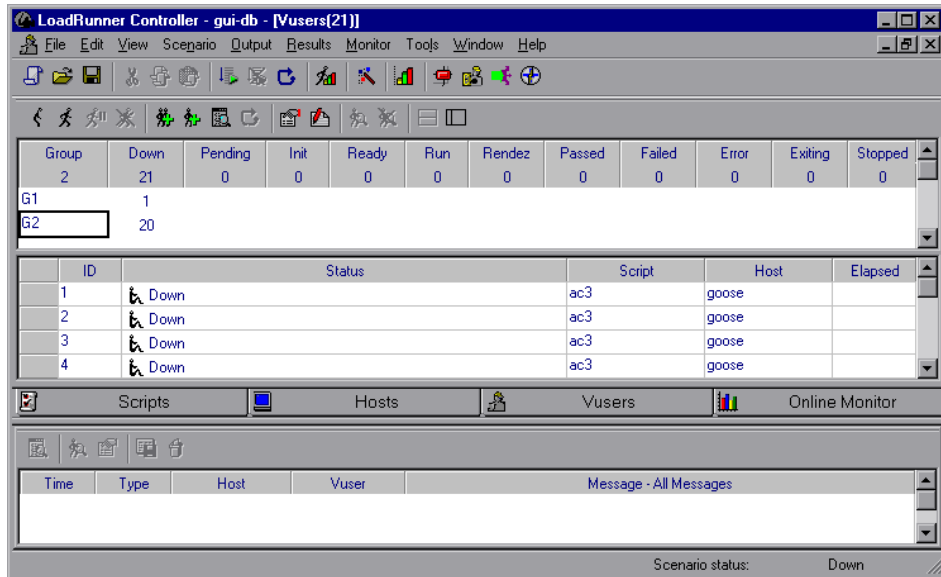 LoadRunner Controller - gui-db - [Vusers(21)]
File Edit View Scenario Output Results Monitor Tools Window Help
Group Down Pending Init Ready Run Rendez Passed Failed Error Exiting Stopped
2 21 0 0 0 0 0 0 0 0 0 0
G1 1
G2 20
ID Status Script Host Elapsed
1 Down ac3 goose
2 Down ac3 goose
3 Down ac3 goose
4 Down ac3 goose
Scripts Hosts Vusers Online Monitor
Time Type Host Vuser Message - All Messages
Scenario status: Down